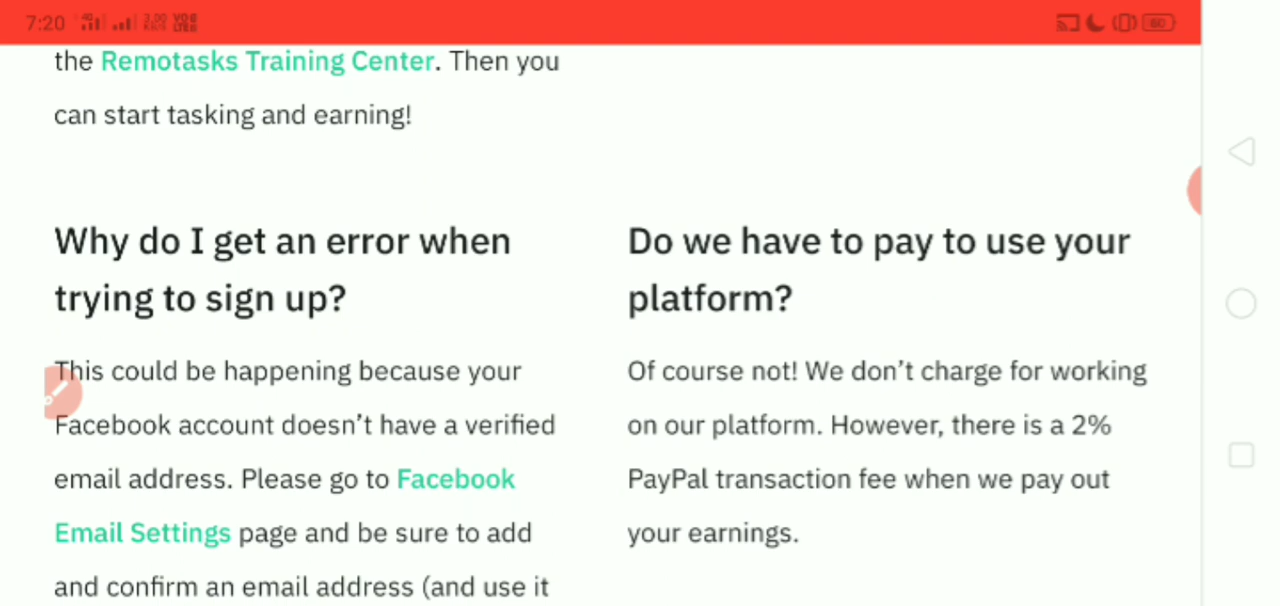 7:20
the Remotasks Training Center. Then you
can start tasking and earning!
Why do I get an error when
trying to sign up?
This could be happening because your
Facebook account doesn’t have a verified
email address. Please go to Facebook
Email Settings page and be sure to add
and confirm an email address (and use it
Do we have to pay to use your
platform?
Of course not! We don’t charge for working
on our platform. However, there is a 2%
PayPal transaction fee when we pay out
your earnings.